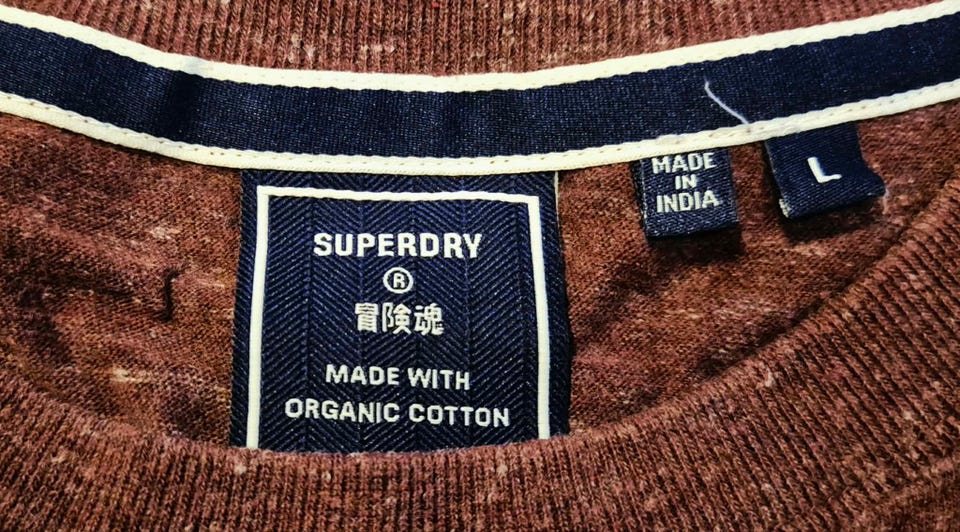 SUPERDRY
®
冒険魂
MADE WITH
ORGANIC COTTON
MADE
IN
INDIA
L